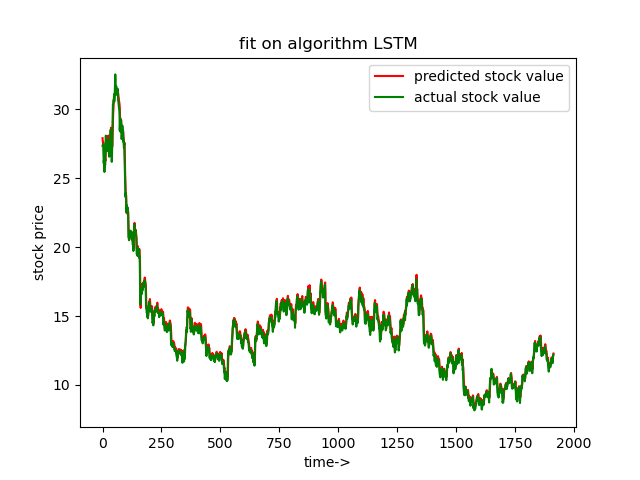 fit on algorithm LSTM
predicted stock value
actual stock value
30
25
20
15
10
stock price
0
250
500
750
1000
1250
1500
1750
2000
time->